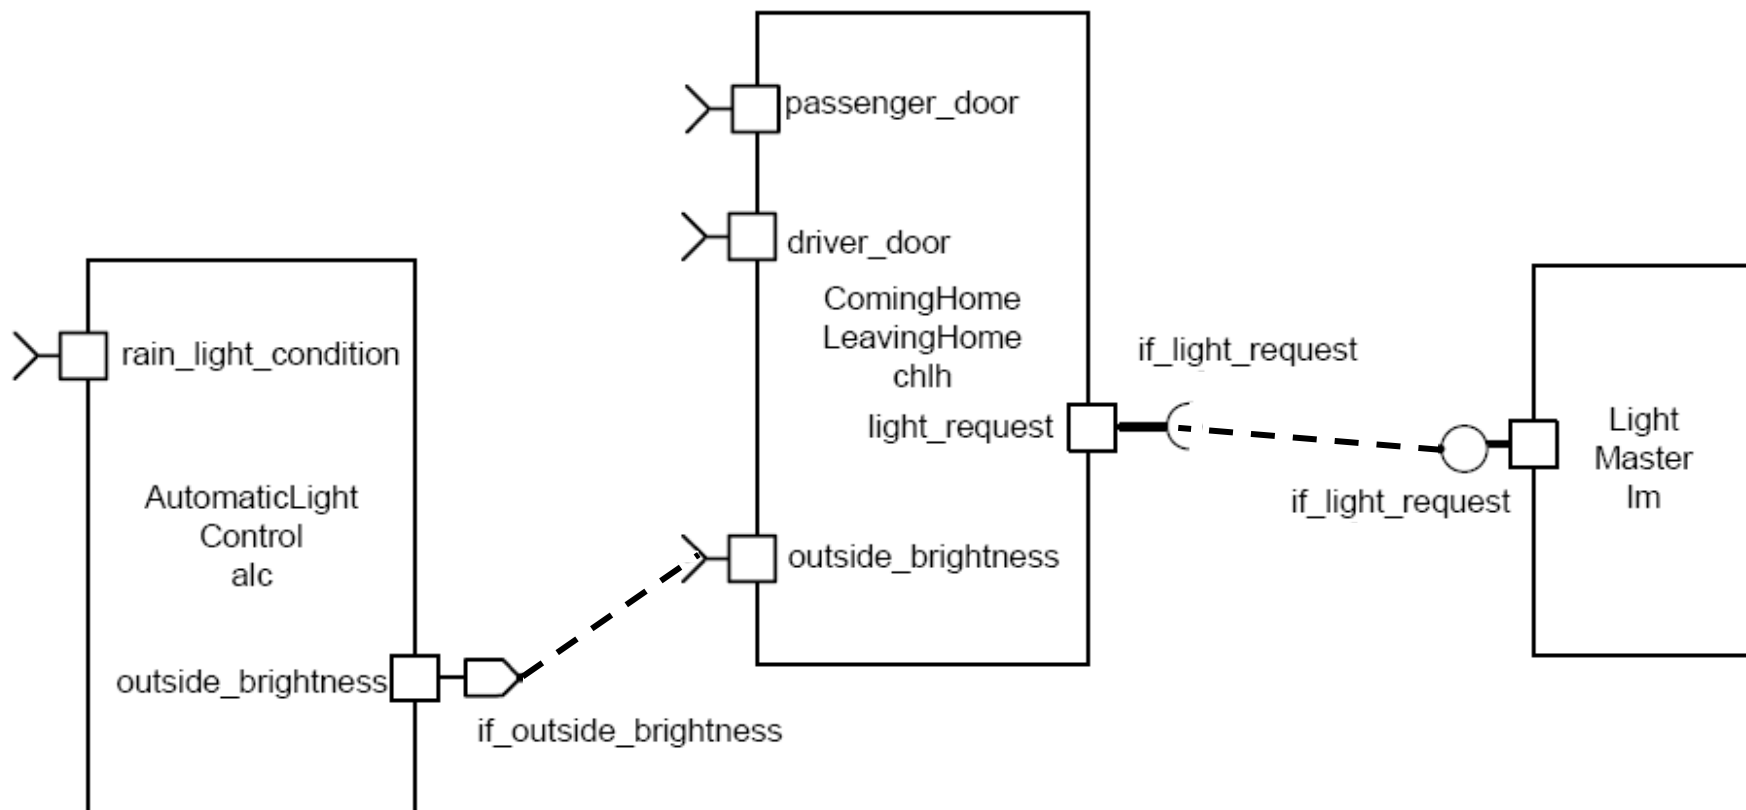 passenger_door
driver_door
ComingHome
LeavingHome
chlh
light_request
outside_brightness
rain_light_condition
AutomaticLight
Control
alc
outside_brightness
if_outside_brightness
if_light_request
if_light_request
Light
Master
lm